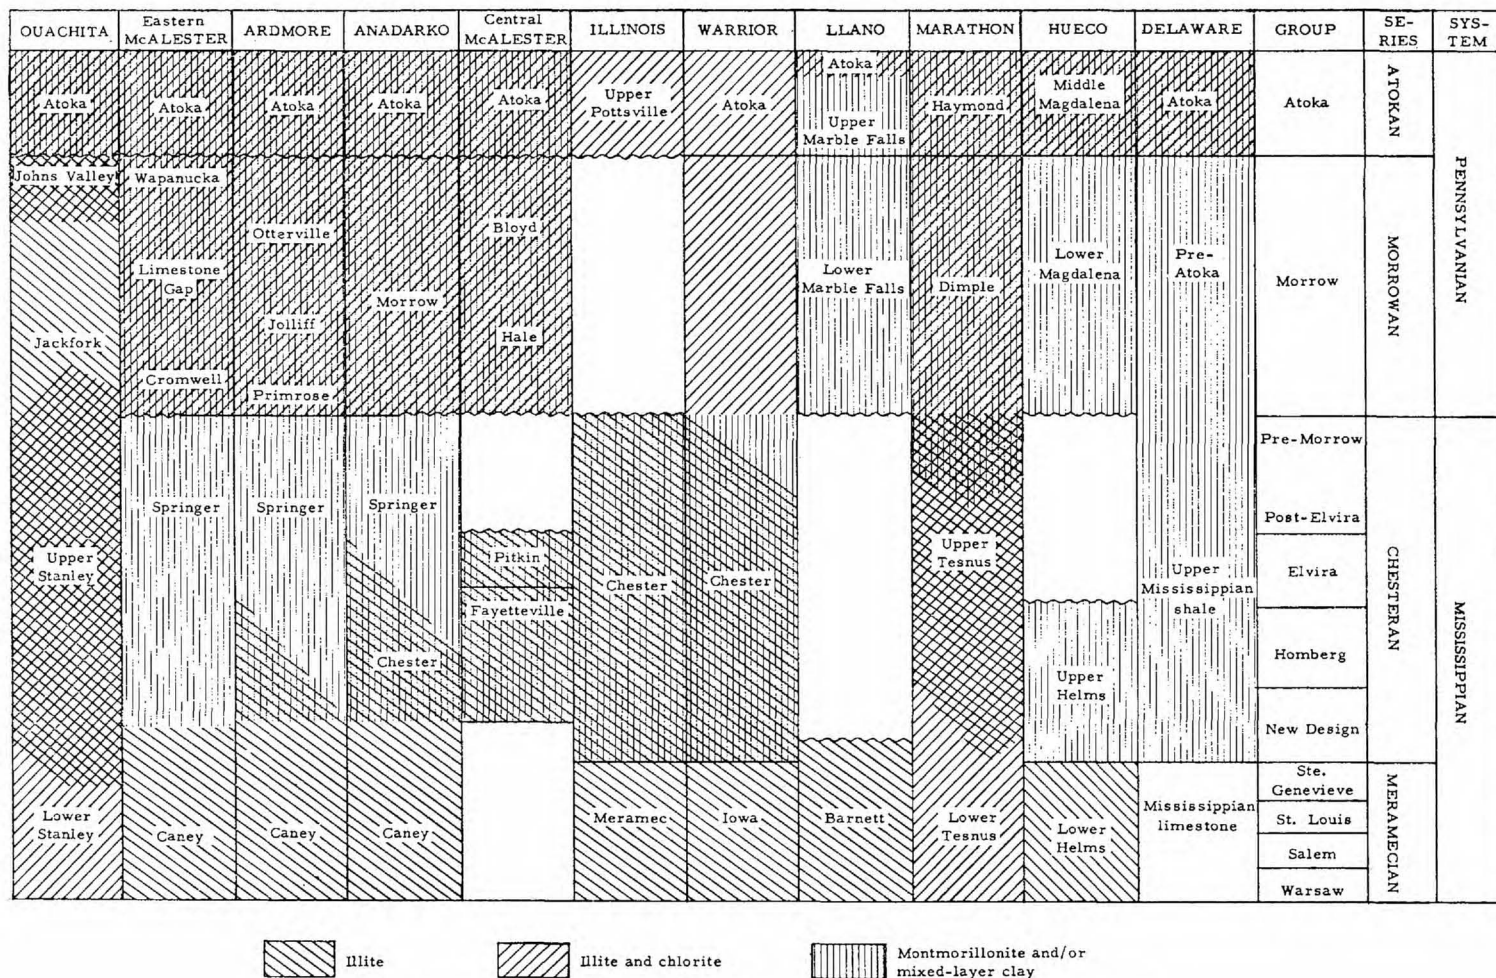 OUACHITA
Eastern
McALESTER
ARDMORE
ANADARKO
Central
McALESTER
ILLINOIS
WARRIOR
LLANO
MARATHON
HUECO
DELAWARE
GROUP
SE-
RIES
SYS-
TEM
Atoka
Atoka
Atoka
Atoka
Atoka
Upper
Pottsville
Atoka
Atoka
Upper
Marble Falls
Haymond
Middle
Magdalena
Atoka
Atoka
ATOKAN
Johns Valley
Jackfork
Wapanucka
Limestone
Gap
Cromwell
Otterville
Jolliff
Primrose
Morrow
Bloyd
Hale
Lower
Marble Falls
Dimple
Lower
Magdalena
Pre-
Atoka
Morrow
MORROWAN
PENNSYLVANIAN
Upper
Stanley
Springer
Springer
Springer
Chester
Pitkin
Fayetteville
Chester
Chester
Upper
Tesnus
Upper
Helms
Upper
Mississippian
shale
Pre-Morrow
Post-Elvira
Elvira
Homberg
New Design
CHESTERAN
MISSISSIPPIAN
Lower
Stanley
Caney
Caney
Caney
Meramec
Iowa
Barnett
Lower
Tesnus
Lower
Helms
Mississippian
limestone
Ste.
Genevieve
St. Louis
Salem
Warsaw
MERAMECIAN
Illite
Illite and chlorite
Montmorillonite and/or
mixed-layer clay